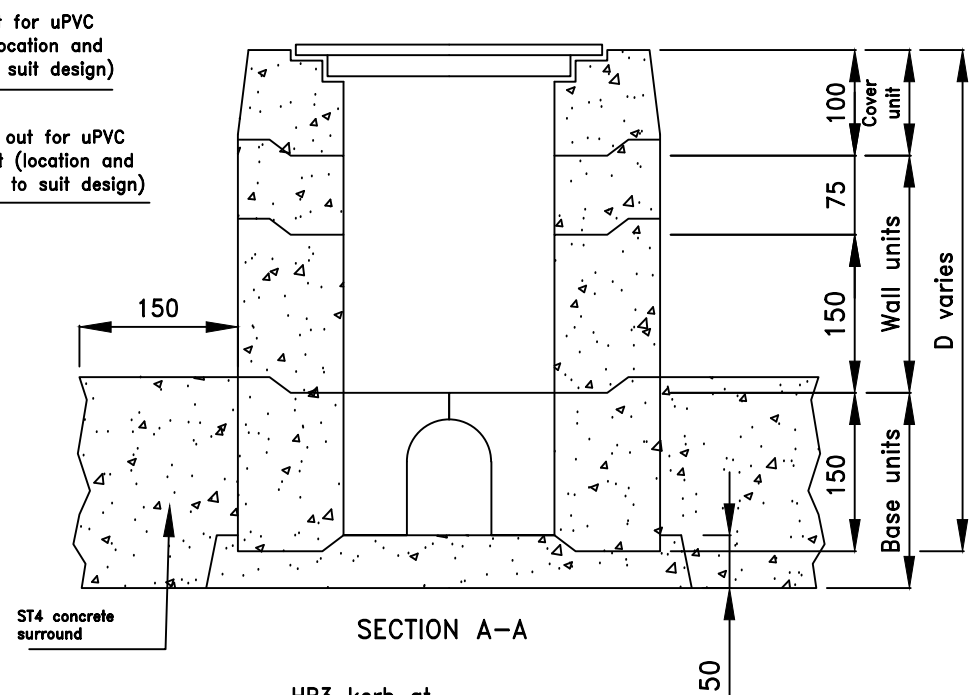 for uPVC
ocation and
suit design)
out for uPVC
t (location and
to suit design)
100
Cover
unit
75
150
Wall units
D varies
150
150
Base units
ST4 concrete
surround
SECTION A-A
50
HB3 kerb at